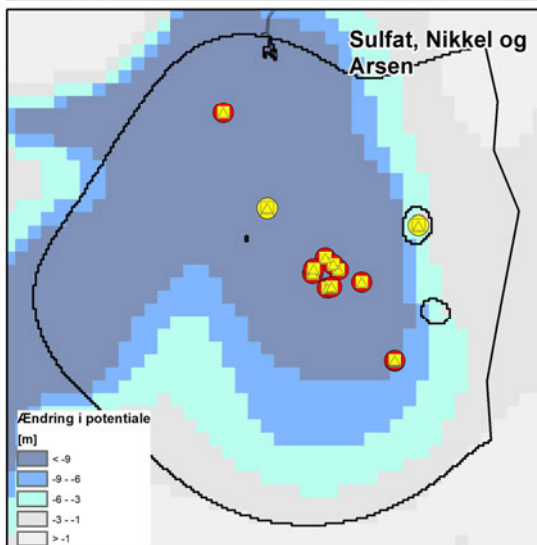 Sulfat, Nikkel og
Arsen
Ændring i potentiale
[m]
< -9
-9 - -6
-6 - -3
-3 - -1
> -1